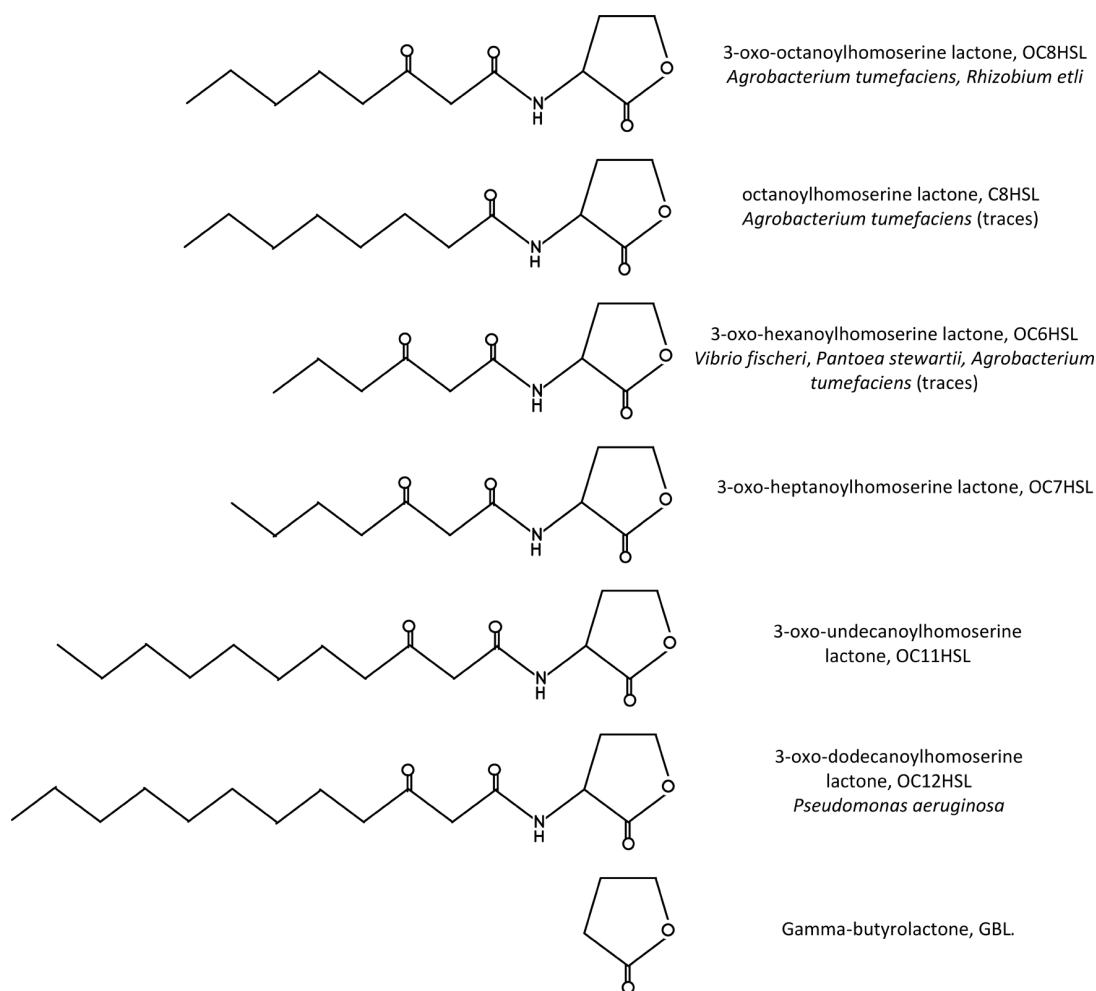 O
O
O
N
H
O
3-oxo-octanoylhomoserine lactone, OC8HSL
Agrobacterium tumefaciens, Rhizobium etli
O
O
N
H
O
octanoylhomoserine lactone, C8HSL
Agrobacterium tumefaciens (traces)
O
O
O
N
H
O
3-oxo-hexanoylhomoserine lactone, OC6HSL
Vibrio fischeri, Pantoea stewartii, Agrobacterium
tumefaciens (traces)
O
O
O
N
H
O
3-oxo-heptanoylhomoserine lactone, OC7HSL
O
O
O
N
H
O
3-oxo-undecanoylhomoserine
lactone, OC11HSL
O
O
O
N
H
O
3-oxo-dodecanoylhomoserine
lactone, OC12HSL
Pseudomonas aeruginosa
O
O
Gamma-butyrolactone, GBL.